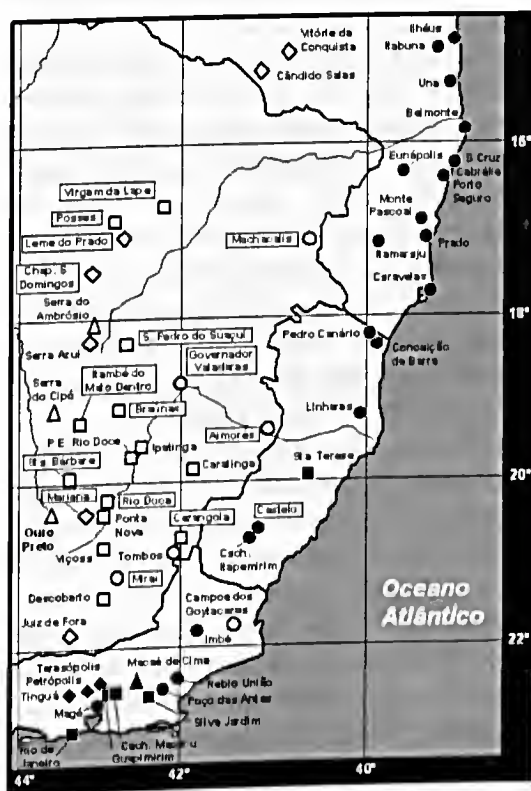 Vitória da
Conquista
Cândido Salas
Ilhéus
Itabuna
Una
Belmonte
16
Eunápolis
S. Cruz
Cabrália
Porto
Seguro
Virgem da Lapa
Posses
Leme do Prado
Machacalis
Monte
Pascoal
Itamaraju
Prado
Chap. S.
Domingos
Caravelas
Serra do
Ambrósio
18
Serra Azul
S. Pedro do Suaçuí
Pedro Canário
Conceição
da Barra
Governador
Valadares
Itambé do
Mato Dentro
Serra
do Cipó
Braúnas
Linhares
P.E. Rio Doce
Ipatinga
Aimorés
Sta Bárbara
Caratinga
Sta Teresa
20
Mariana
Rio Doce
Ouro
Preto
Ponta
Nova
Carangola
Castelo
Viçosa
Tombos
Cach.
Itapemirim
Miraí
Descoberto
Campos dos
Goytacazes
Oceano
Atlântico
Juiz de Fora
Imbé
22
Terasópolis
Petrópolis
Tinguá
Macaé de Cima
Rebio União
Poço das Antas
Silva Jardim
Magé
Rio de
Janeiro
Cach. Macacu
Guapimirim
44°
42
40